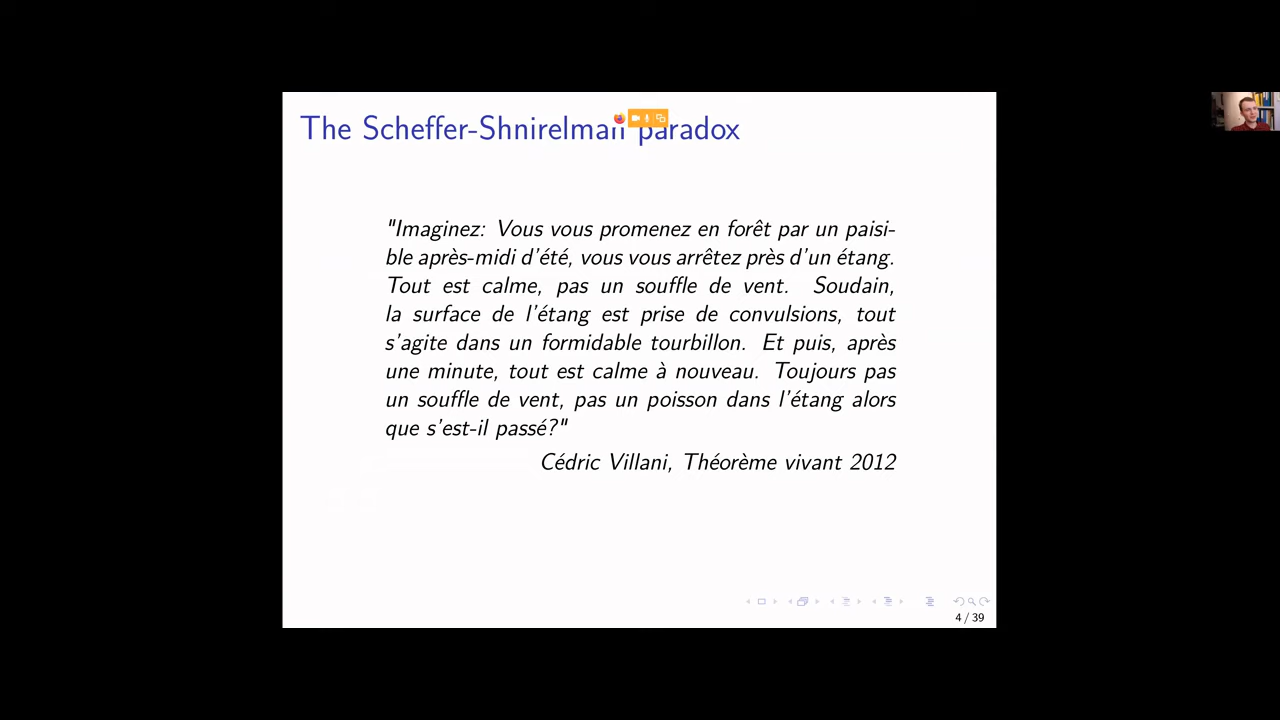 The Scheffer-Shnirelman paradox
"Imaginez: Vous vous promenez en forêt par un paisi-
ble après-midi d'été, vous vous arrêtez près d'un étang.
Tout est calme, pas un souffle de vent. Soudain,
la surface de l'étang est prise de convulsions, tout
s'agite dans un formidable tourbillon. Et puis, après
une minute, tout est calme à nouveau. Toujours pas
un souffle de vent, pas un poisson dans l'étang alors
que s'est-il passé?"
Cédric Villani, Théorème vivant 2012
4 / 39